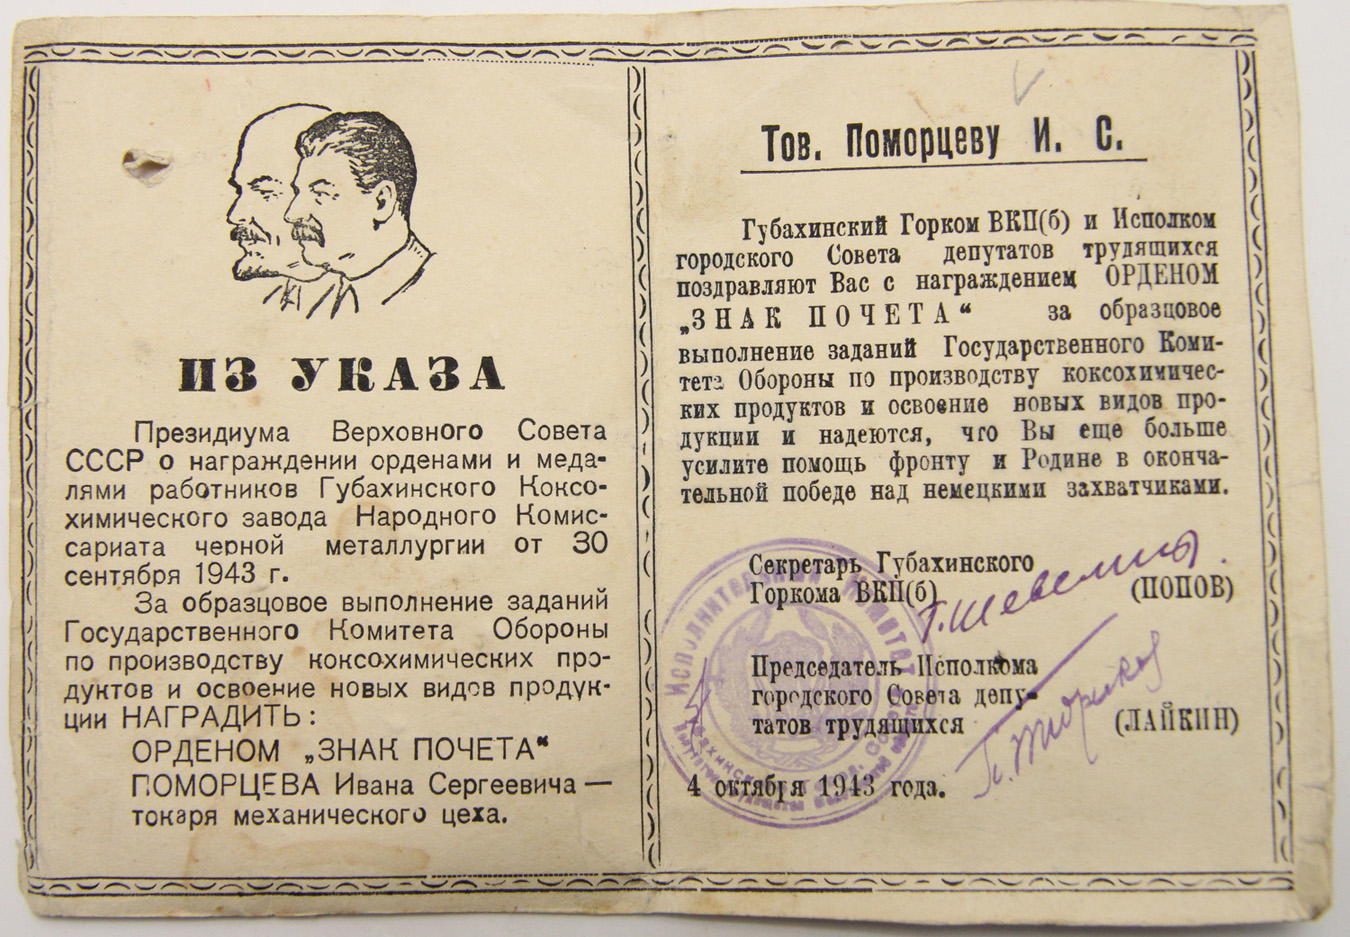 ИЗ УКАЗА
Президиума Верховного Совета
СССР о награждении орденами и меда-
лями работников Губахинского Коксо-
химического завода Народного Комис-
сариата черной металлургии от 30
сентября 1943 г.
За образцовое выполнение заданий
Государственного Комитета Обороны
по производству коксохимических про-
дуктов и освоение новых видов продук-
ции НАГРАДИТЬ:
ОРДЕНОМ „ЗНАК ПОЧЕТА"
ПОМОРЦЕВА Ивана Сергеевича —
токаря механического цеха.
Тов. Поморцеву И. С.
Губахинский Горком ВКП(б) и Исполком
городского Совета депутатов трудящихся
поздравляют Вас с награждением ОРДЕНОМ
„ЗНАК ПОЧЕТА" за образцовое
выполнение заданий Государственного Коми-
тета Обороны по производству коксохимичес-
ких продуктов и освоение новых видов про-
дукции и надеются, что Вы еще больше
усилите помощь фронту и Родине в оконча-
тельной победе над немецкими захватчиками.
Секретарь Губахинского
Горкома ВКП(б) (ПОПОВ)
Председатель Исполкома
городского Совета депу-
татов трудящихся (ЛАЙКИН)
4 октября 1943 года.
Исполнительный Комитет